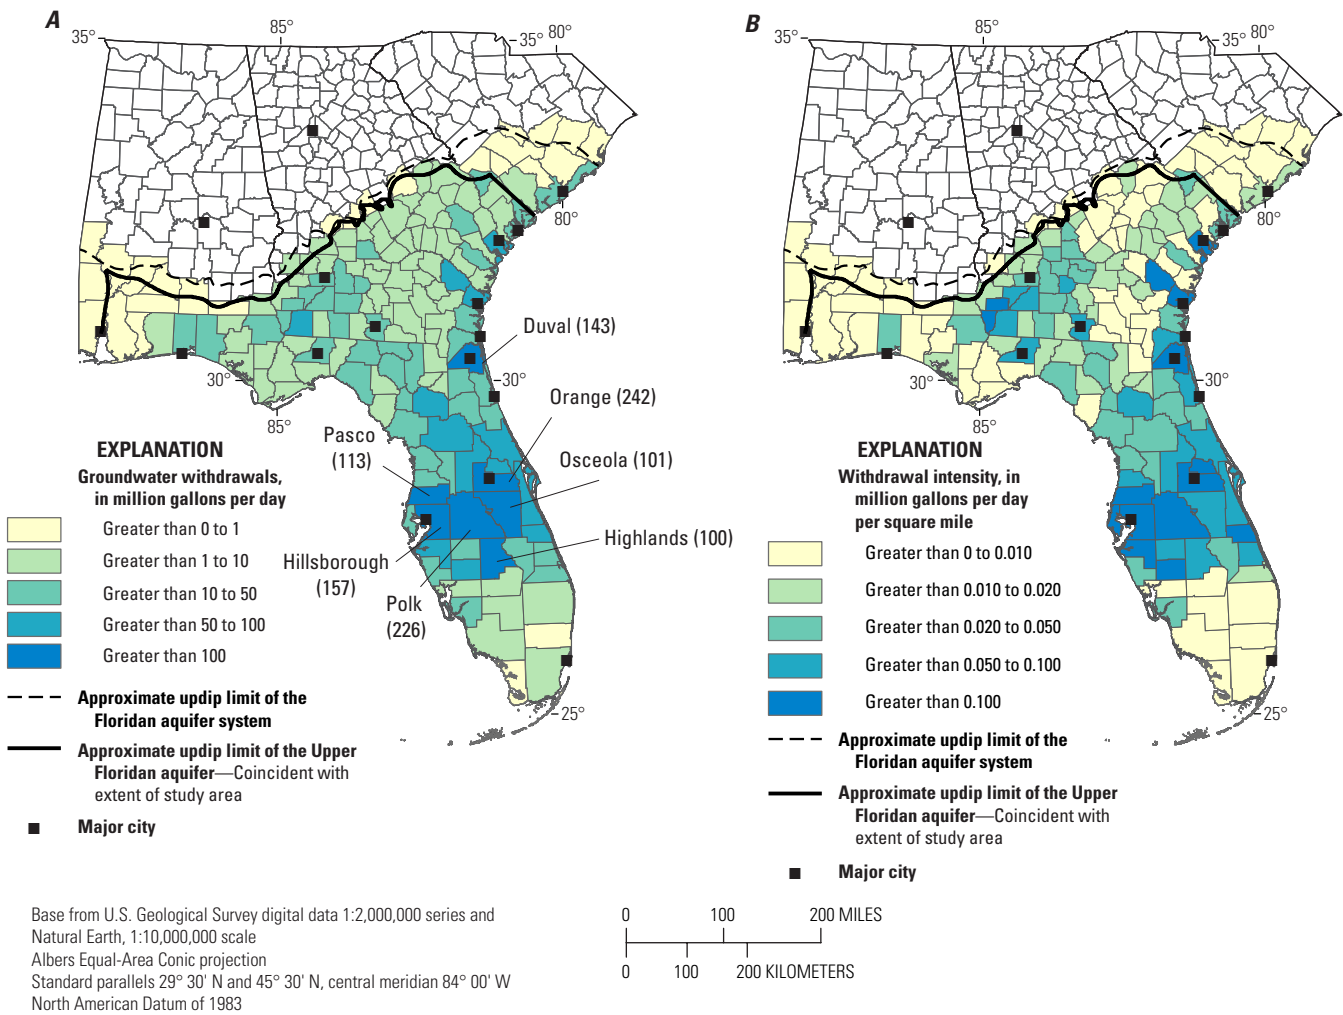 A
85°
35°
35° 80°
80°
Duval (143)
30°
30°
Orange (242)
85°
Pasco
(113)
Osceola (101)
Highlands (100)
Hillsborough
(157)
Polk
(226)
25°
EXPLANATION
Groundwater withdrawals,
in million gallons per day
Greater than 0 to 1
Greater than 1 to 10
Greater than 10 to 50
Greater than 50 to 100
Greater than 100
Approximate updip limit of the
Floridan aquifer system
Approximate updip limit of the Upper
Floridan aquifer—Coincident with
extent of study area
Major city
B
85°
35°
35° 80°
80°
30°
30°
85°
25°
EXPLANATION
Withdrawal intensity, in
million gallons per day
per square mile
Greater than 0 to 0.010
Greater than 0.010 to 0.020
Greater than 0.020 to 0.050
Greater than 0.050 to 0.100
Greater than 0.100
Approximate updip limit of the
Floridan aquifer system
Approximate updip limit of the Upper
Floridan aquifer—Coincident with
extent of study area
Major city
Base from U.S. Geological Survey digital data 1:2,000,000 series and
Natural Earth, 1:10,000,000 scale
Albers Equal-Area Conic projection
Standard parallels 29° 30' N and 45° 30' N, central meridian 84° 00' W
North American Datum of 1983
0 100 200 MILES
0 100 200 KILOMETERS